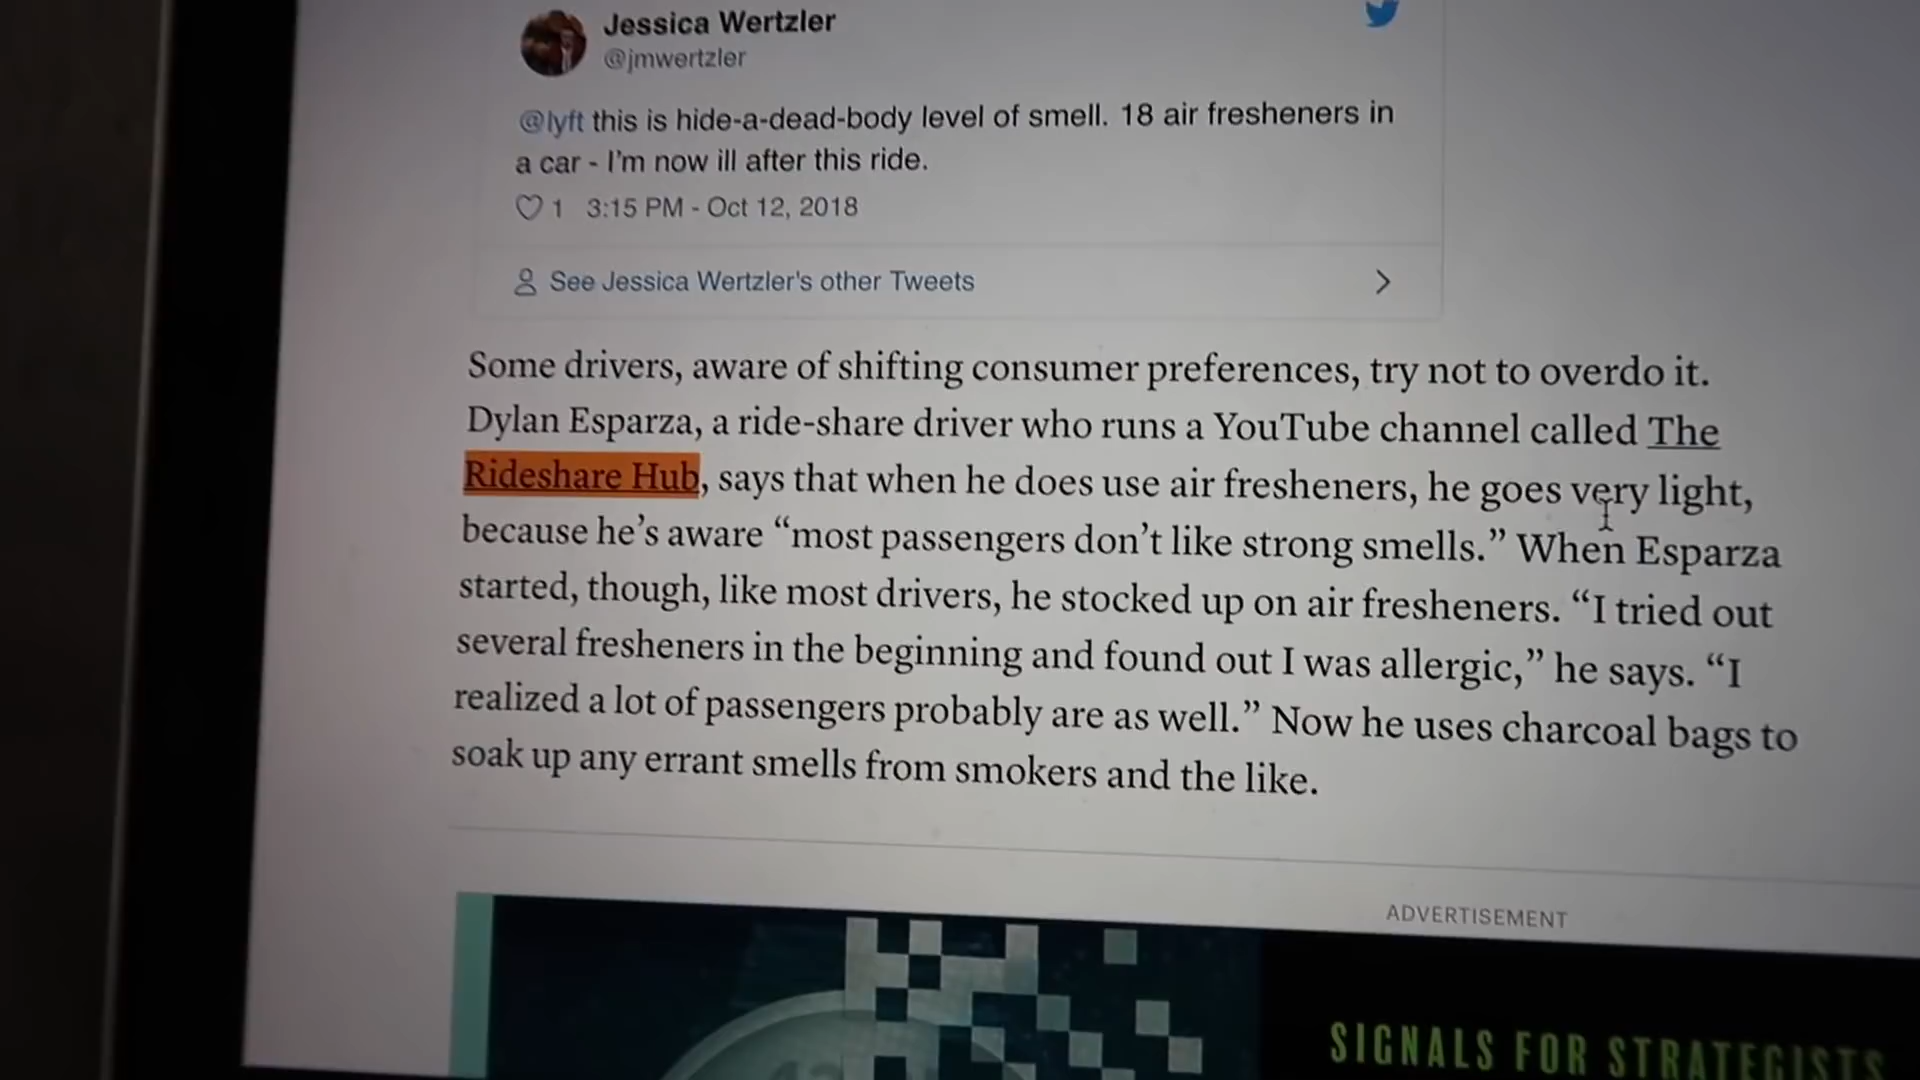 Jessica Wertzler
@jmwertzler
@lyft this is hide-a-dead-body level of smell. 18 air fresheners in
a car - I'm now ill after this ride.
1 3:15 PM - Oct 12, 2018
See Jessica Wertzler's other Tweets
Some drivers, aware of shifting consumer preferences, try not to overdo it.
Dylan Esparza, a ride-share driver who runs a YouTube channel called The
Rideshare Hub, says that when he does use air fresheners, he goes very light,
because he's aware “most passengers don't like strong smells.” When Esparza
started, though, like most drivers, he stocked up on air fresheners. “I tried out
several fresheners in the beginning and found out I was allergic,” he says. “I
realized a lot of passengers probably are as well.” Now he uses charcoal bags to
soak up any errant smells from smokers and the like.
ADVERTISEMENT
SIGNALS FOR STRATEGISTS